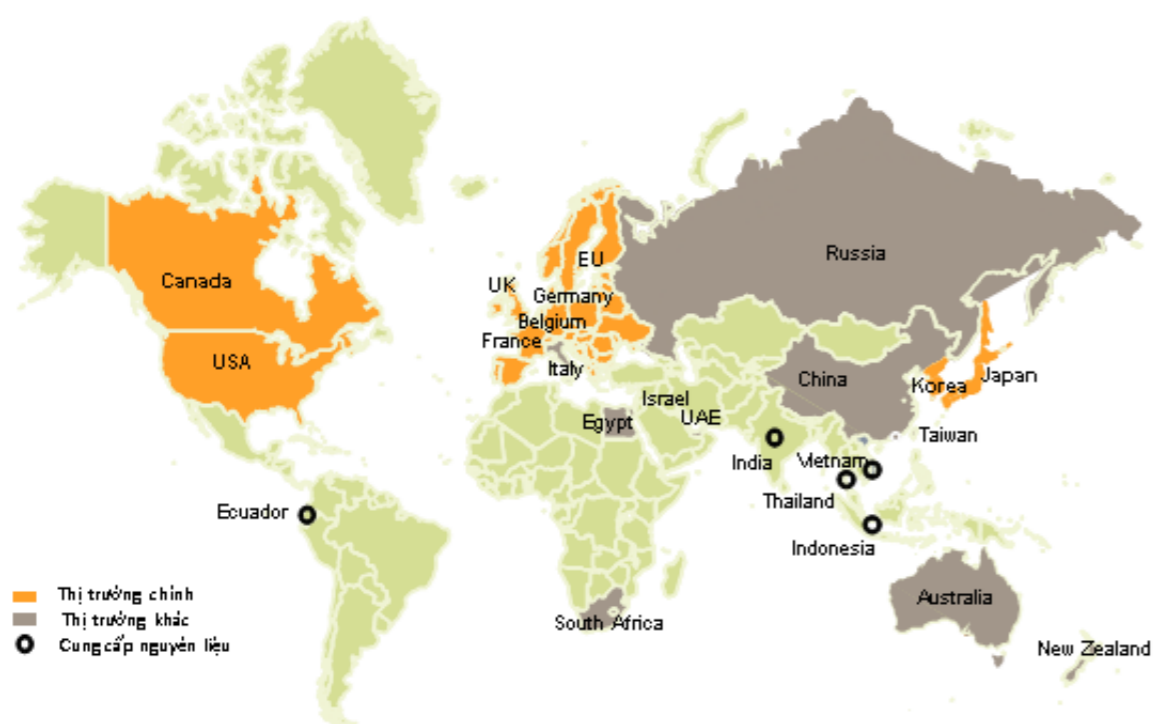 Canada
USA
Ecuador
EU
UK
Germany
Belgium
France
Italy
Russia
Israel
UAE
Egypt
China
Korea
Japan
Taiwan
India
Vietnam
Thailand
Indonesia
South Africa
Australia
New Zealand
Thị trường chính
Thị trường khác
Cung cấp nguyên liệu